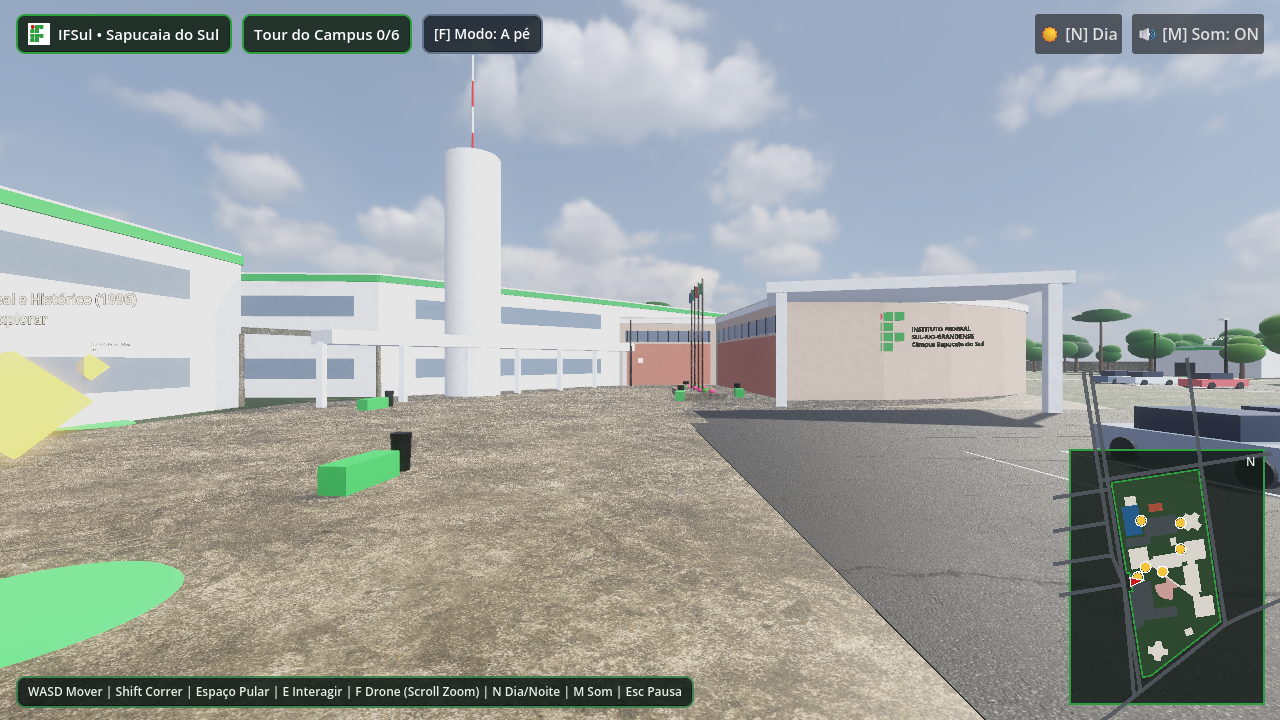 IFSul • Sapucaia do Sul
Tour do Campus 0/6
[F] Modo: A pé
[N] Dia
[M] Som: ON
al e Histórico (1996)
xplorar
INSTITUTO FEDERAL
SUL-RIO-GRANDENSE
Câmpus Sapucaia do Sul
N
WASD Mover | Shift Correr | Espaço Pular | E Interagir | F Drone (Scroll Zoom) | N Dia/Noite | M Som | Esc Pausa